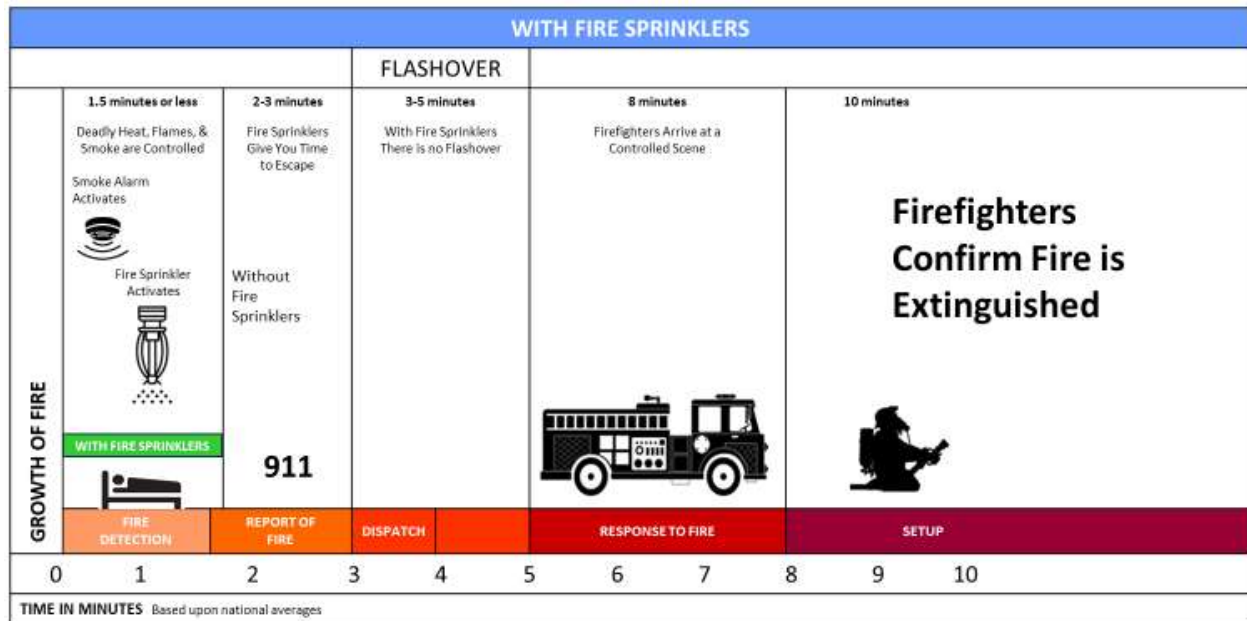 WITH FIRE SPRINKLERS
FLASHOVER
1.5 minutes or less
Deadly Heat, Flames, &
Smoke are Controlled
Smoke Alarm
Activates
Fire Sprinkler
Activates
WITH FIRE SPRINKLERS
2-3 minutes
Fire Sprinklers
Give You Time
to Escape
Without
Fire
Sprinklers
911
3-5 minutes
With Fire Sprinklers
There is no Flashover
8 minutes
Firefighters Arrive at a
Controlled Scene
10 minutes
Firefighters
Confirm Fire is
Extinguished
GROWTH OF FIRE
FIRE
DETECTION
REPORT OF
FIRE
DISPATCH
RESPONSE TO FIRE
SETUP
0 1 2 3 4 5 6 7 8 9 10
TIME IN MINUTES Based upon national averages